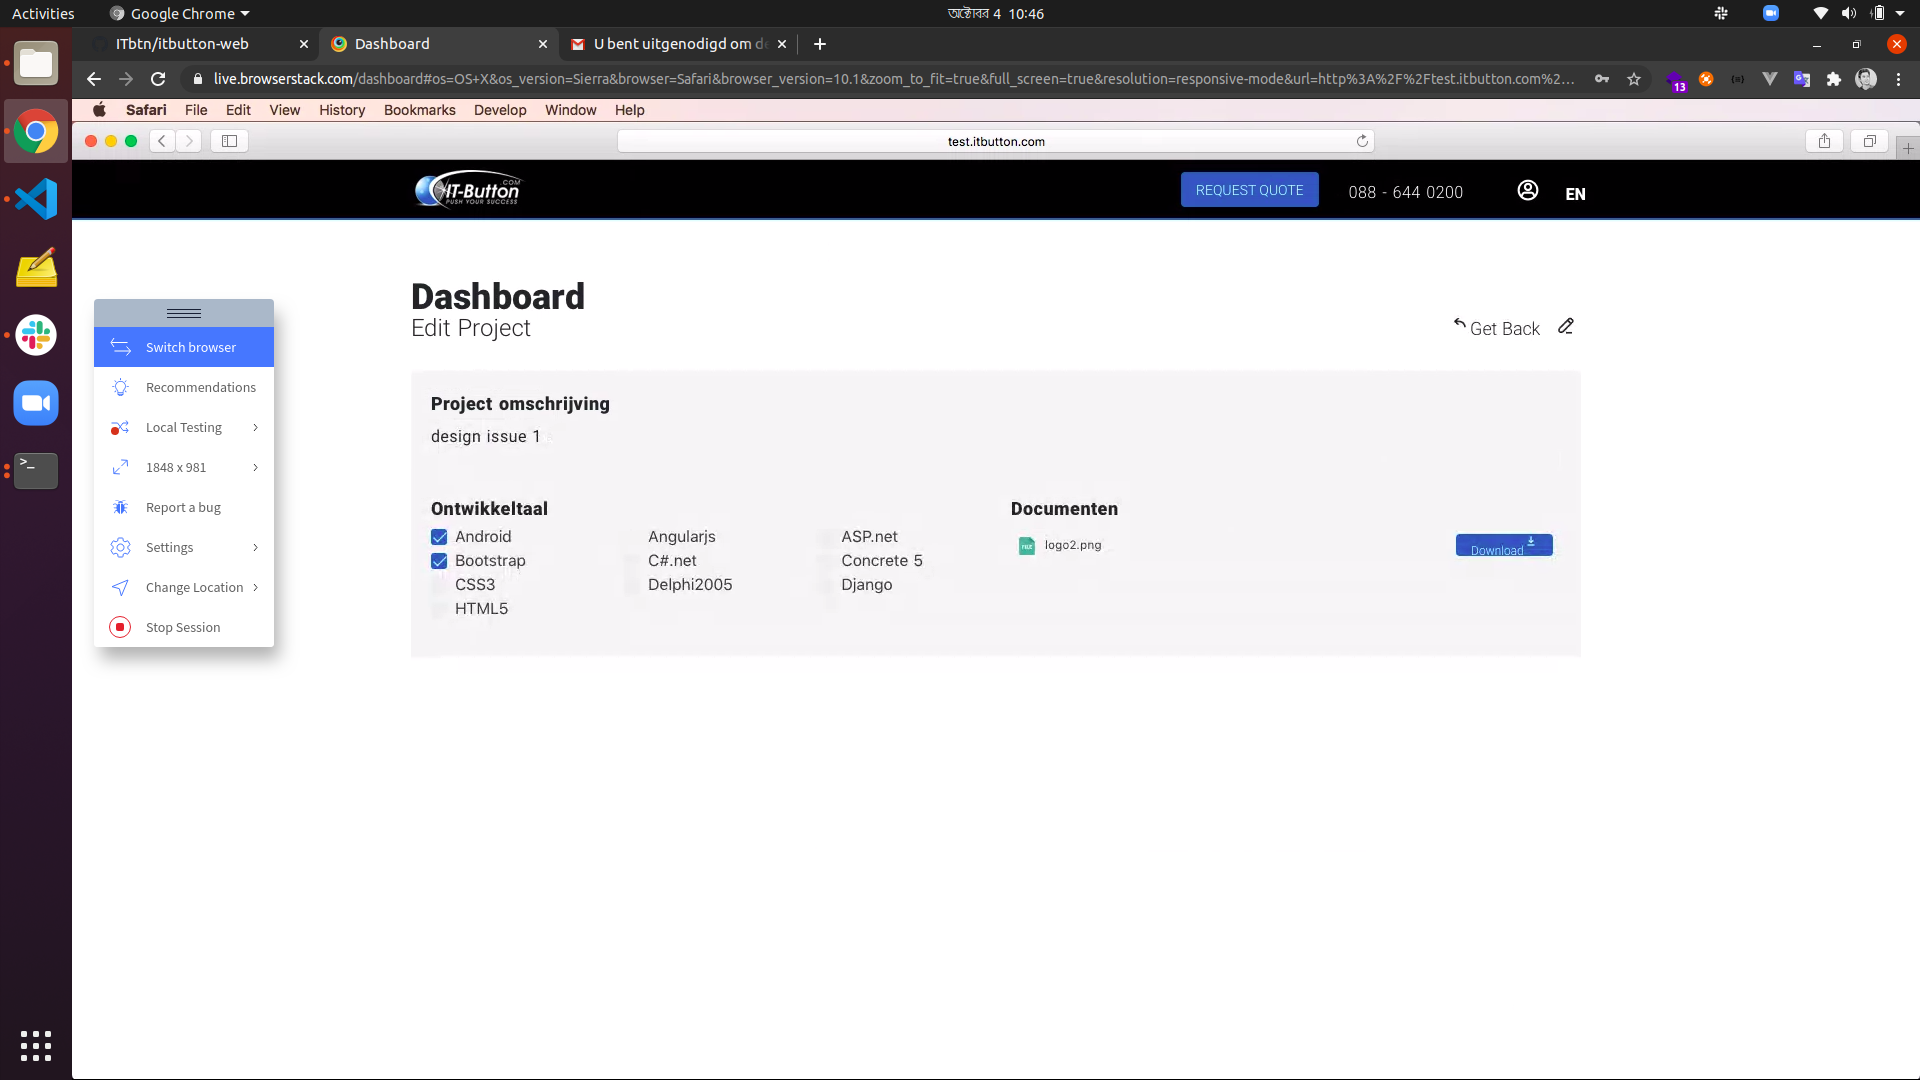 Activities Google Chrome অক্টোবর 4 10:46
ITbtn/itbutton-web Dashboard U bent uitgenodigd om de
live.browserstack.com/dashboard#os=OS+X&os_version=Sierra&browser=Safari&browser_version=10.1&zoom_to_fit=true&full_screen=true&resolution=responsive-mode&url=http%3A%2F%2Ftest.itbutton.com%2... 13
Safari File Edit View History Bookmarks Develop Window Help
test.itbutton.com
IT-Button .COM
PUSH YOUR SUCCESS
REQUEST QUOTE 088 - 644 0200 EN
Dashboard
Edit Project
Get Back
Switch browser
Recommendations
Local Testing
1848 x 981
Report a bug
Settings
Change Location
Stop Session
Project omschrijving
design issue 1
Ontwikkeltaal
Android Angularjs ASP.net
Bootstrap C#.net Concrete 5
CSS3 Delphi2005 Django
HTML5
Documenten
FILE logo2.png Download